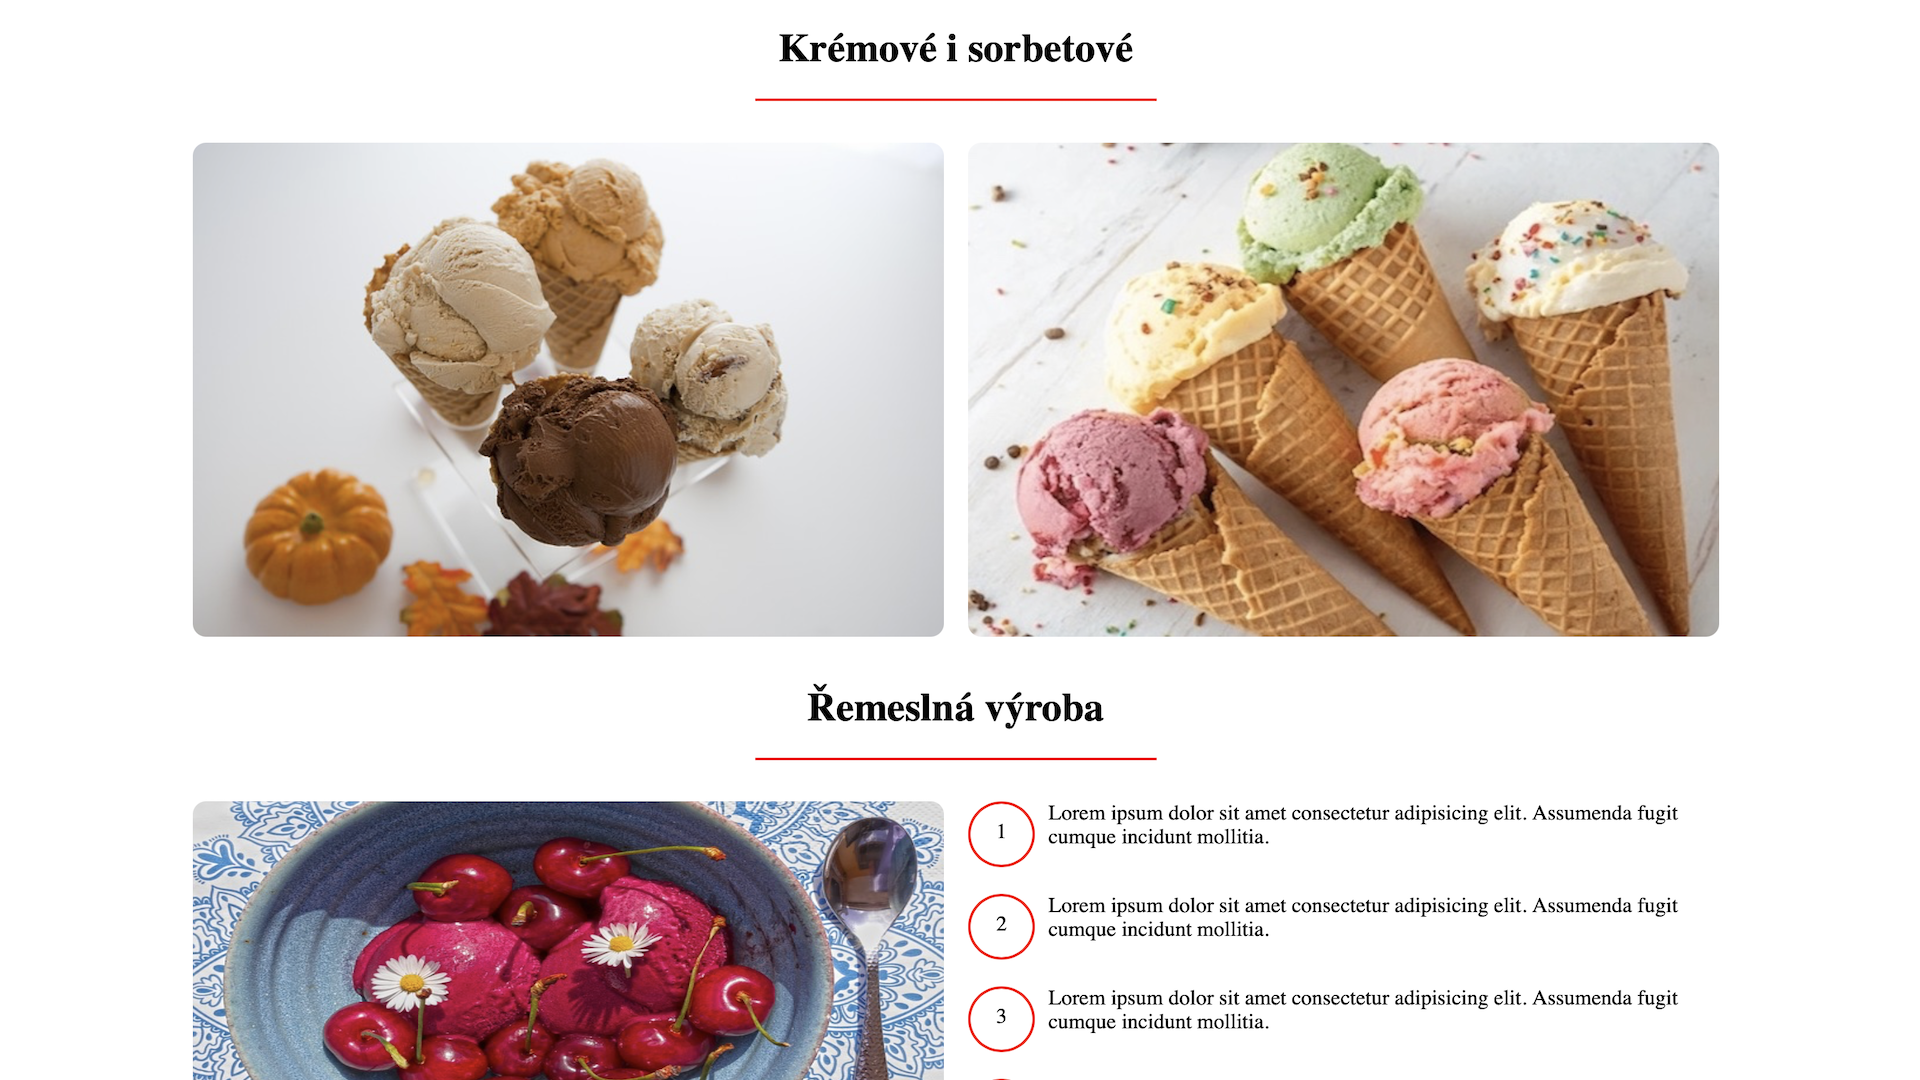 Krémové i sorbetové
Řemeslná výroba
1
Lorem ipsum dolor sit amet consectetur adipisicing elit. Assumenda fugit
cumque incidunt mollitia.
2
Lorem ipsum dolor sit amet consectetur adipisicing elit. Assumenda fugit
cumque incidunt mollitia.
3
Lorem ipsum dolor sit amet consectetur adipisicing elit. Assumenda fugit
cumque incidunt mollitia.